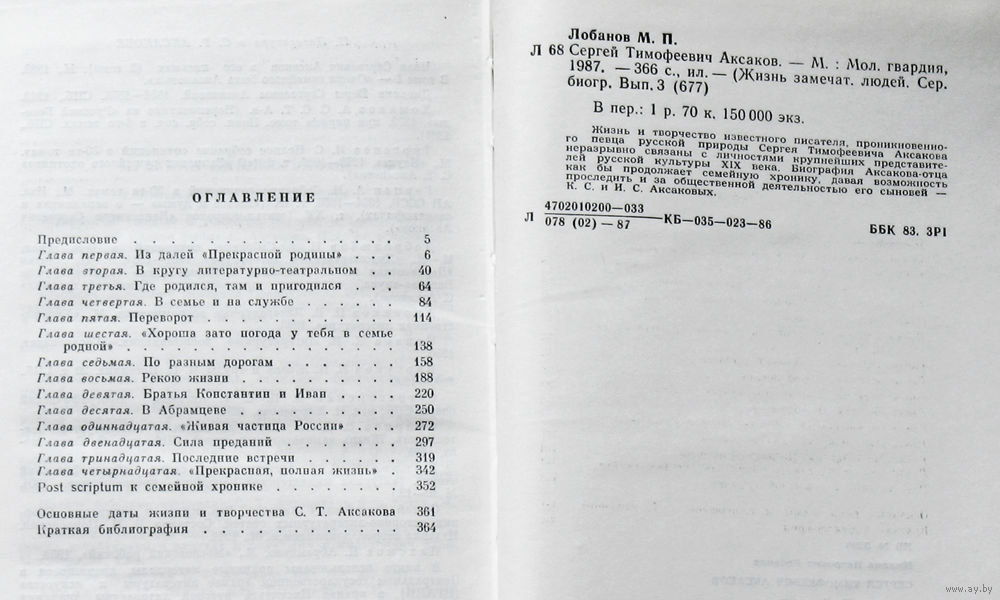 ОГЛАВЛЕНИЕ
Предисловие . . . . . . . . . . . . . . . 5
Глава первая. Из далей «Прекрасной родины» . . . 6
Глава вторая. В кругу литературно-театральном . . 40
Глава третья. Где родился, там и пригодился . . . 64
Глава четвертая. В семье и на службе . . . . . . 84
Глава пятая. Переворот . . . . . . . . . . . . 114
Глава шестая. «Хороша зато погода у тебя в семье
родной» . . . . . . . . . . . . . . . . . 138
Глава седьмая. По разным дорогам . . . . . . . 158
Глава восьмая. Рекою жизни . . . . . . . . . . 188
Глава девятая. Братья Константин и Иван . . . . 220
Глава десятая. В Абрамцеве . . . . . . . . . . 250
Глава одиннадцатая. «Живая частица России» . . . 272
Глава двенадцатая. Сила преданий . . . . . . . 297
Глава тринадцатая. Последние встречи . . . . . . 319
Глава четырнадцатая. «Прекрасная, полная жизнь» . 342
Post scriptum к семейной хронике . . . . . . . . 352
Основные даты жизни и творчества С. Т. Аксакова 361
Краткая библиография . . . . . . . . . . . . 364
Лобанов М. П.
Л 68 Сергей Тимофеевич Аксаков. — М. : Мол. гвардия,
1987. — 366 с., ил. — (Жизнь замечат. людей. Сер.
биогр. Вып. 3 (677)
В пер.: 1 р. 70 к. 150 000 экз.
Жизнь и творчество известного писателя, проникновенно-
го певца русской природы Сергея Тимофеевича Аксакова
неразрывно связаны с личностями крупнейших представите-
лей русской культуры XIX века. Биография Аксакова-отца
как бы продолжает семейную хронику, давая возможность
проследить и за общественной деятельностью его сыновей —
К. С. и И. С. Аксаковых.
4702010200—033
Л КБ—035—023—86
078 (02) — 87
ББК 83. 3Р1
www.ay.by